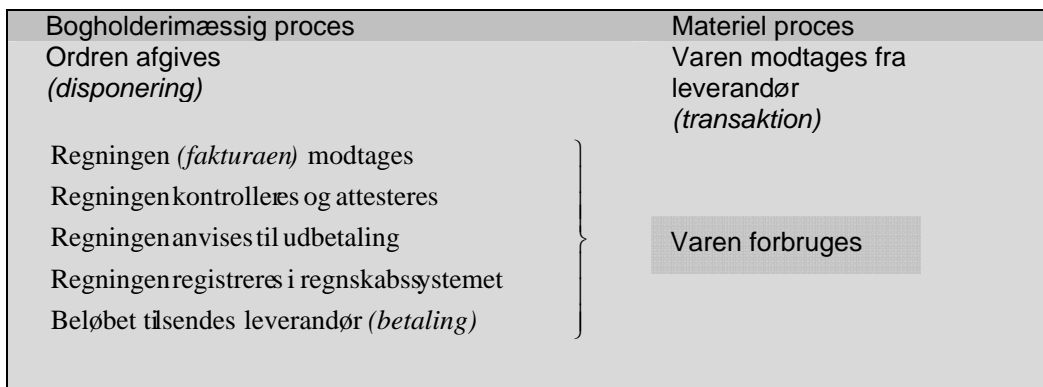 Bogholderimæssig proces
Materiel proces
Ordren afgives
(disponering)
Varen modtages fra
leverandør
(transaktion)
Regningen (fakturaen) modtages
Regningen kontrolleres og attesteres
Regningen anvises til udbetaling
Regningen registreres i regnskabssystemet
Beløbet tilsendes leverandør (betaling)
Varen forbruges